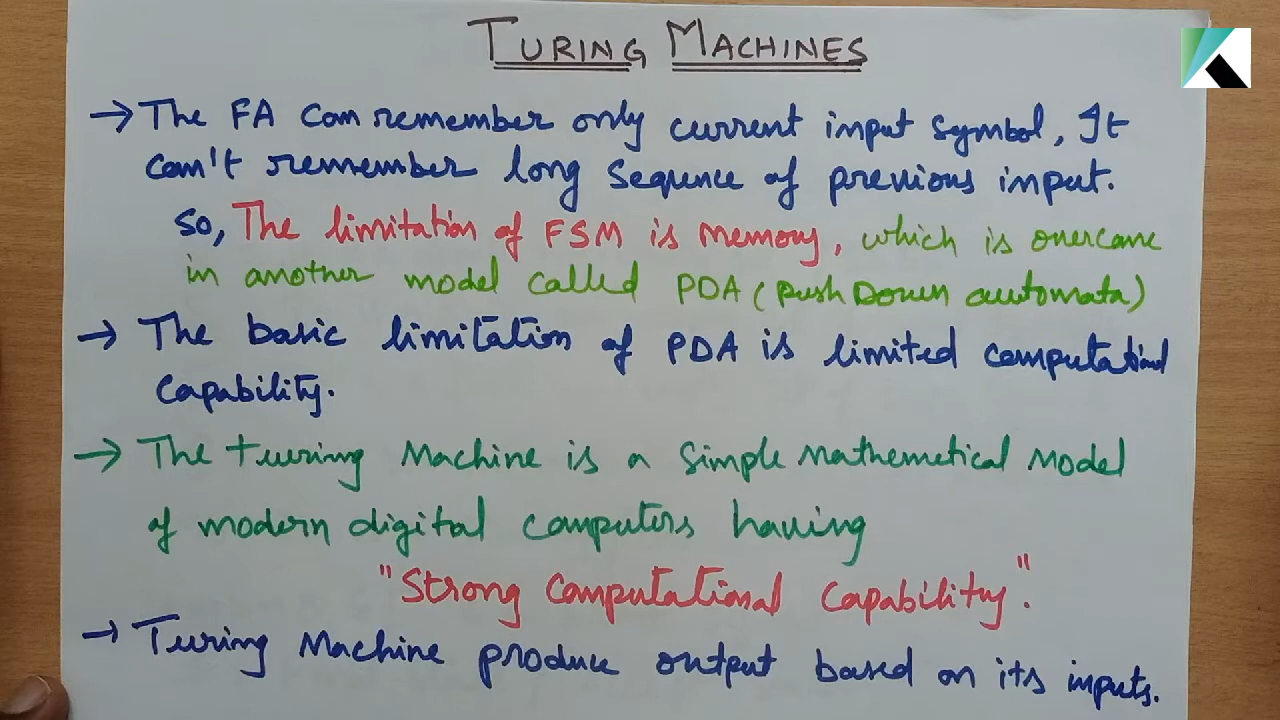 TURING MACHINES
→ The FA can remember only current input symbol, It
can't remember long sequence of previous input.
So, The limitation of FSM is memory, which is overcame
in another model called PDA (push Down automata)
→ The basic limitation of PDA is limited computational
capability.
→ The turing Machine is a simple mathemetical model
of modern digital computers having
"Strong Computational Capability".
→ Turing Machine produce output based on its inputs.